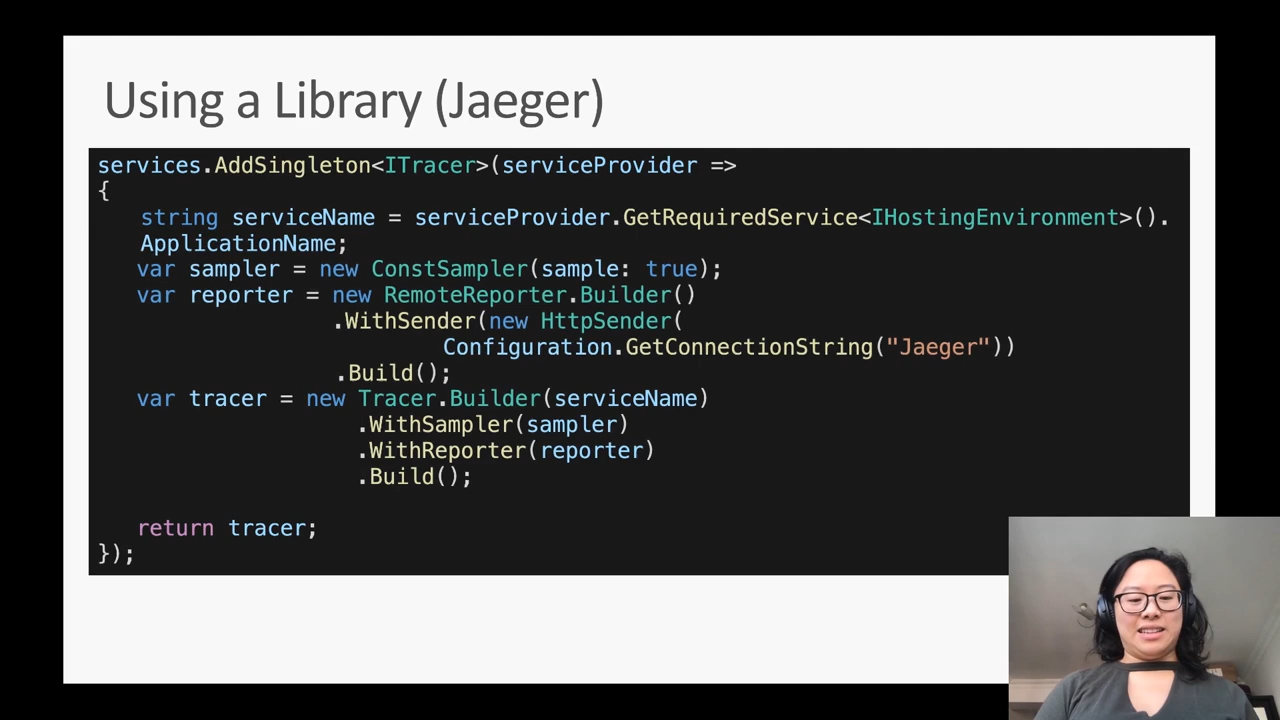 Using a Library (Jaeger)
services.AddSingleton<ITracer>(serviceProvider =>
{
string serviceName = serviceProvider.GetRequiredService<IHostingEnvironment>().
ApplicationName;
var sampler = new ConstSampler(sample: true);
var reporter = new RemoteReporter.Builder()
.WithSender(new HttpSender(
Configuration.GetConnectionString("Jaeger"))
.Build();
var tracer = new Tracer.Builder(serviceName)
.WithSampler(sampler)
.WithReporter(reporter)
.Build();
return tracer;
});